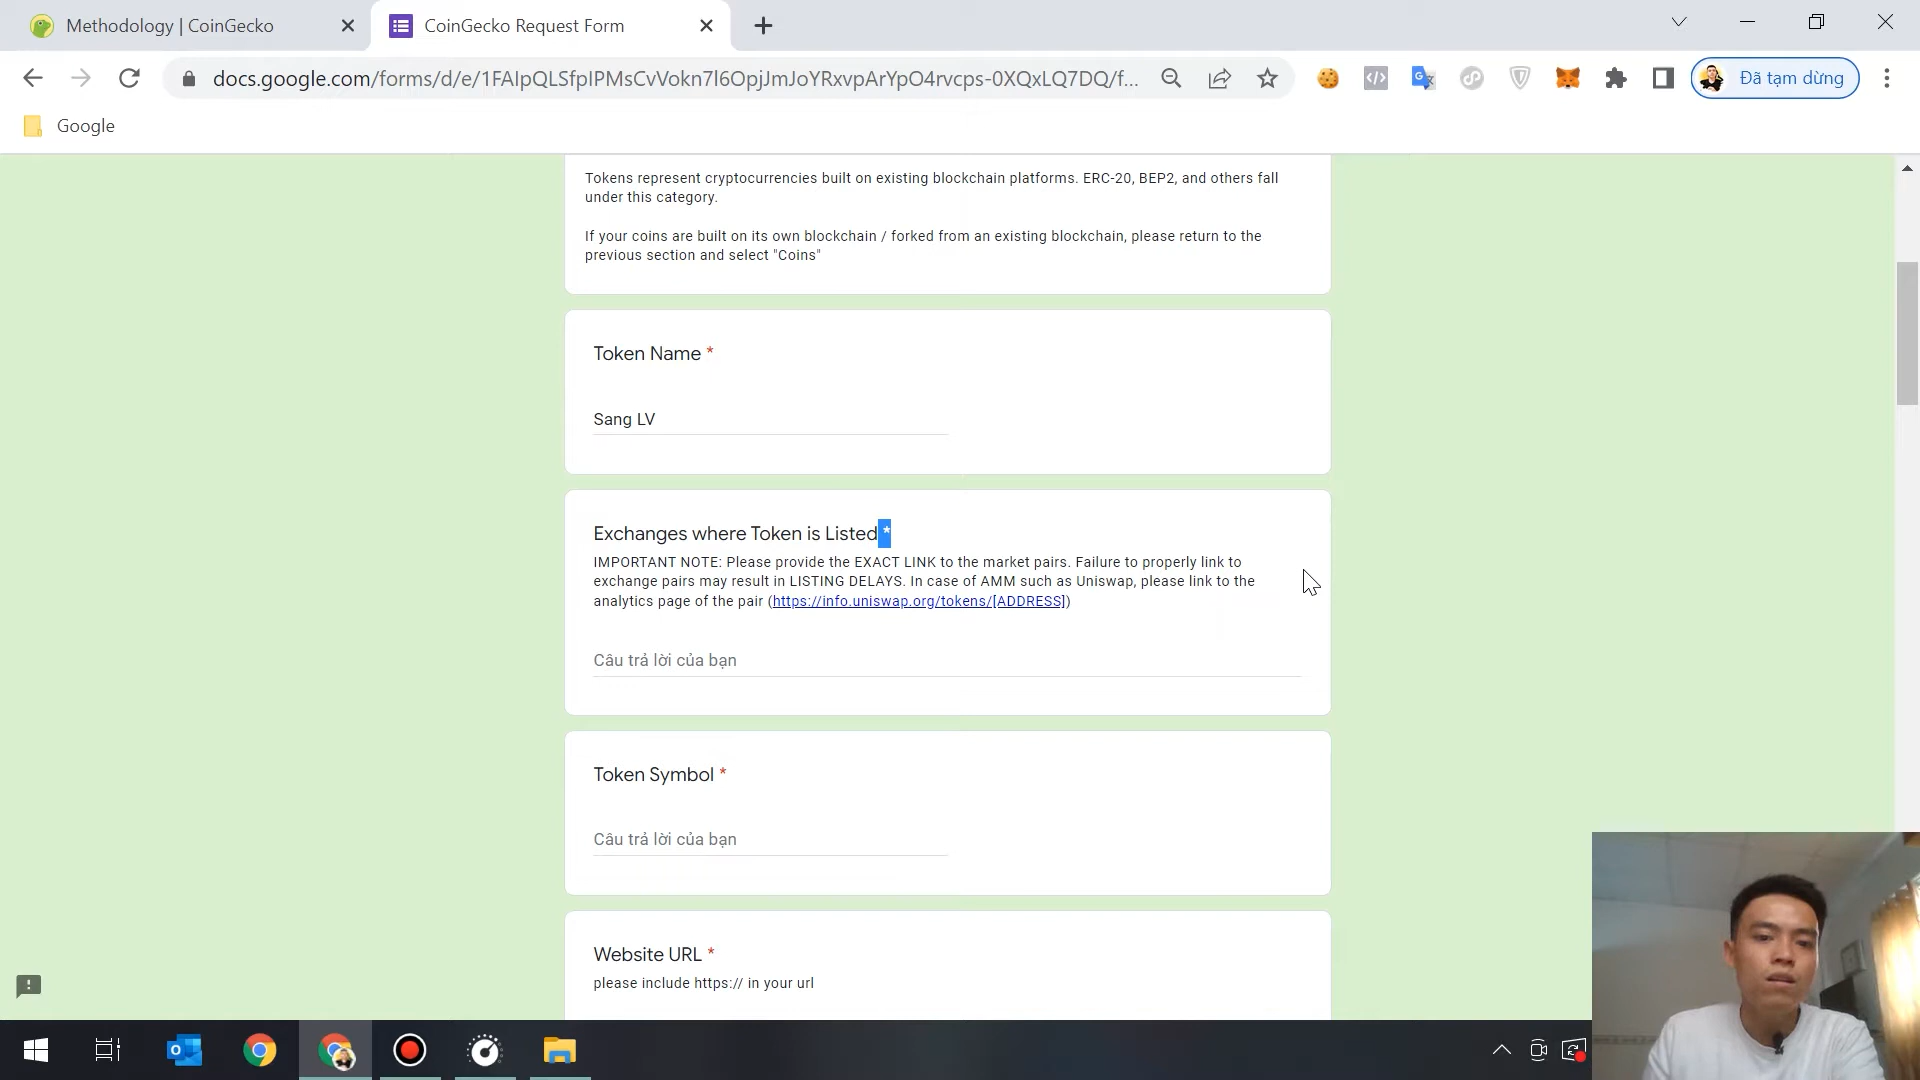 Methodology | CoinGecko
CoinGecko Request Form
docs.google.com/forms/d/e/1FAIpQLSfpIPMsCvVokn7l6OpjJmJoYRxvpArYpO4rvcps-0XQxLQ7DQ/f...
Đã tạm dừng
Google
Tokens represent cryptocurrencies built on existing blockchain platforms. ERC-20, BEP2, and others fall
under this category.
If your coins are built on its own blockchain / forked from an existing blockchain, please return to the
previous section and select "Coins"
Token Name *
Sang LV
Exchanges where Token is Listed *
IMPORTANT NOTE: Please provide the EXACT LINK to the market pairs. Failure to properly link to
exchange pairs may result in LISTING DELAYS. In case of AMM such as Uniswap, please link to the
analytics page of the pair (https://info.uniswap.org/tokens/[ADDRESS])
Câu trả lời của bạn
Token Symbol *
Câu trả lời của bạn
Website URL *
please include https:// in your url